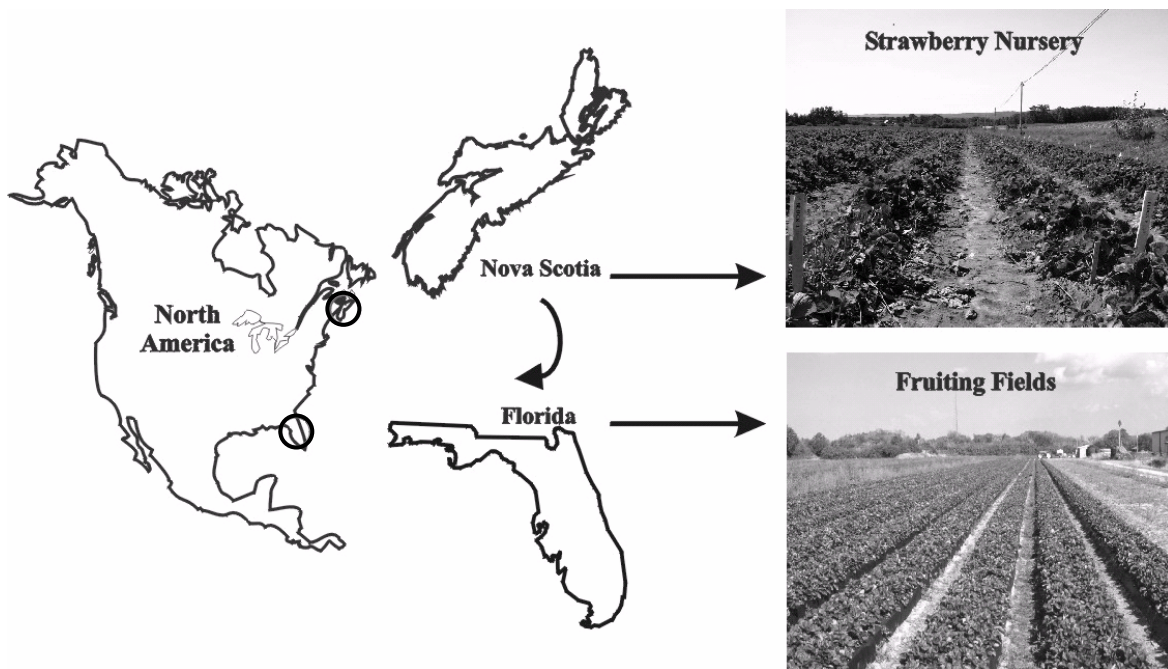 Strawberry Nursery
Nova Scotia
North
America
Florida
Fruiting Fields